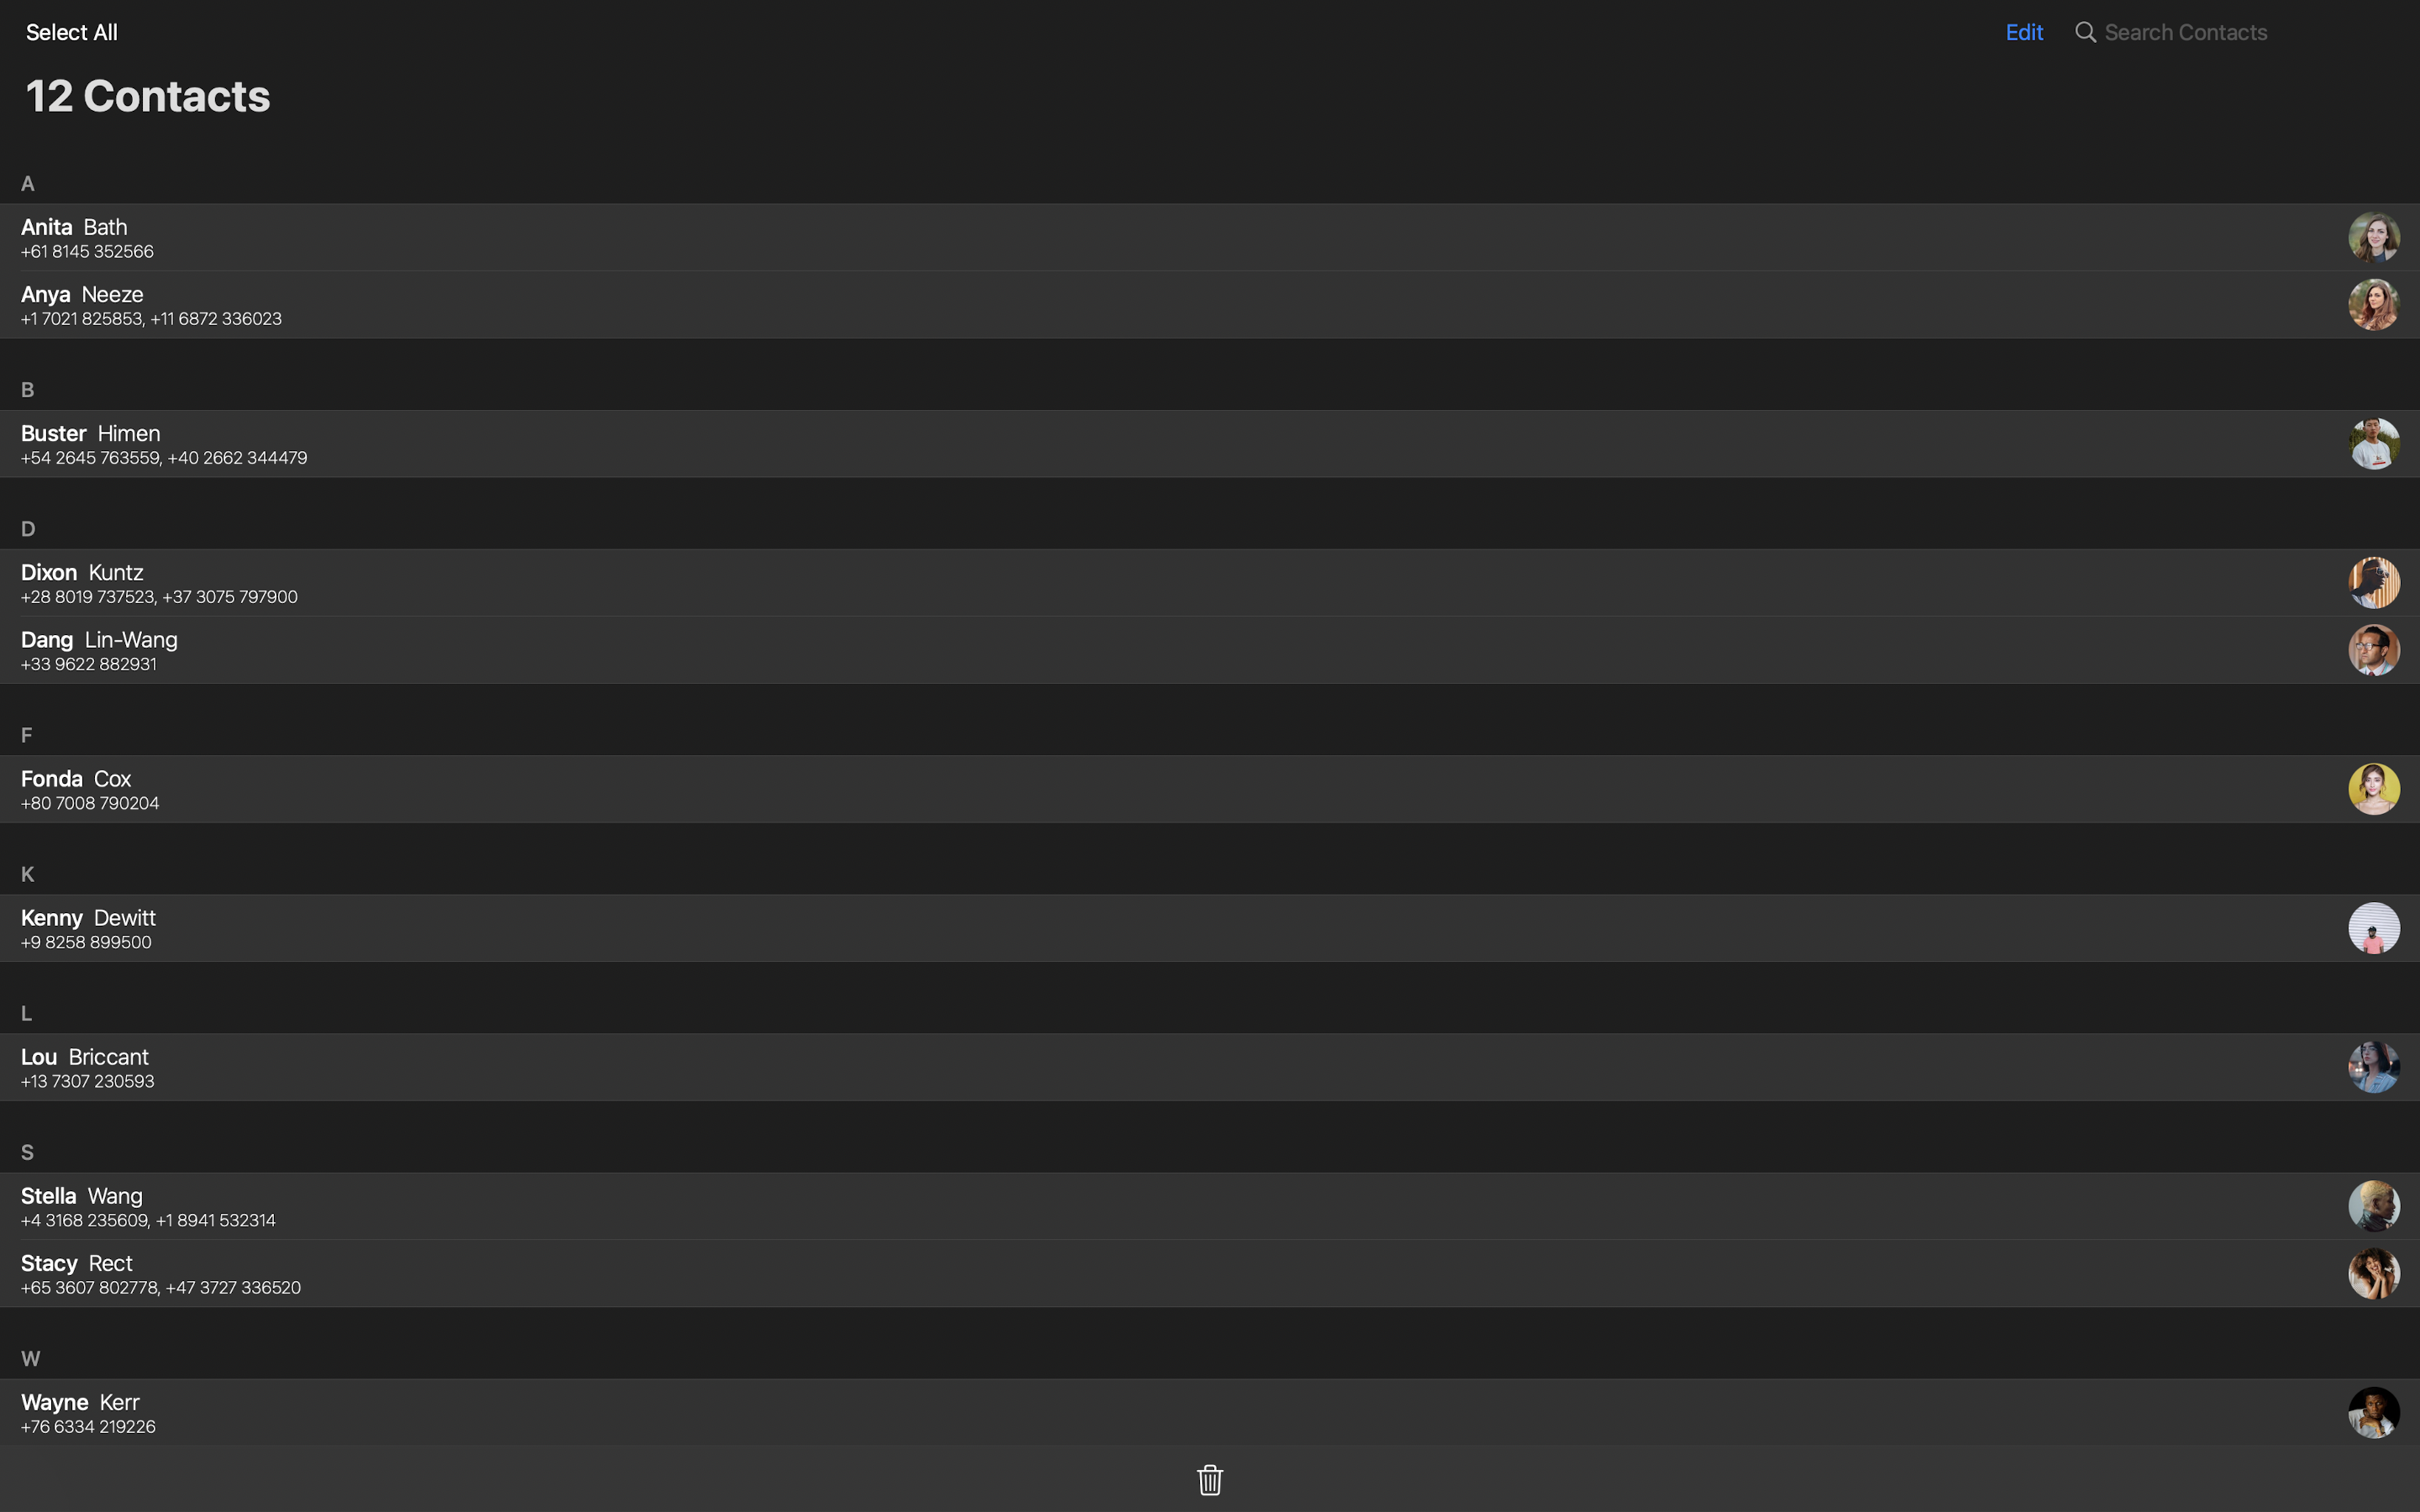 Select All
Edit
Search Contacts
12 Contacts
A
Anita Bath
+61 8145 352566
Anya Neeze
+1 7021 825853, +11 6872 336023
B
Buster Himen
+54 2645 763559, +40 2662 344479
D
Dixon Kuntz
+28 8019 737523, +37 3075 797900
Dang Lin-Wang
+33 9622 882931
F
Fonda Cox
+80 7008 790204
K
Kenny Dewitt
+9 8258 899500
L
Lou Briccant
+13 7307 230593
S
Stella Wang
+4 3168 235609, +1 8941 532314
Stacy Rect
+65 3607 802778, +47 3727 336520
W
Wayne Kerr
+76 6334 219226